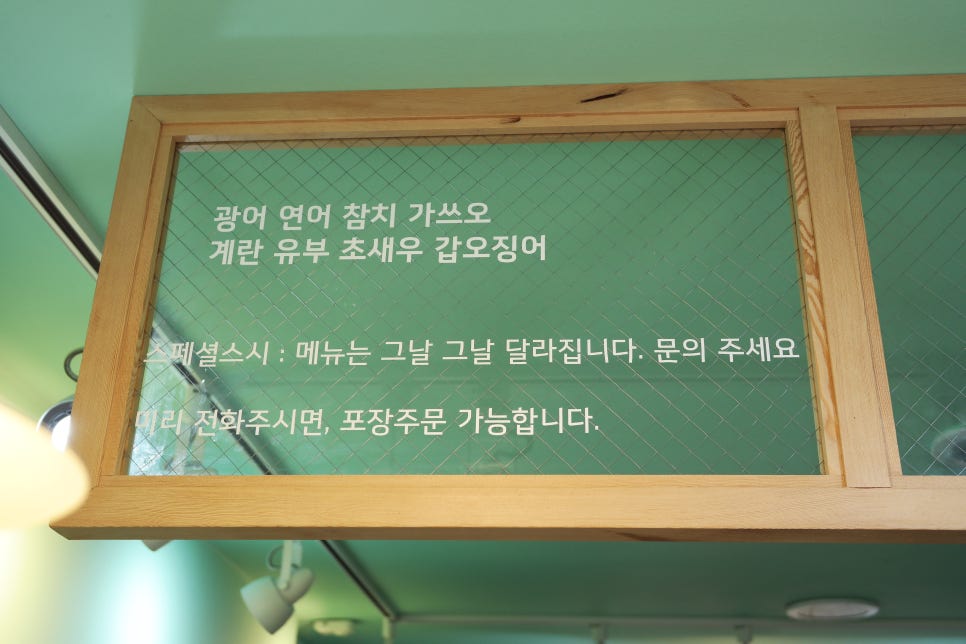 광어 연어 참치 가쓰오
계란 유부 초새우 갑오징어
스페셜스시 : 메뉴는 그날 그날 달라집니다. 문의 주세요
미리 전화주시면, 포장주문 가능합니다.